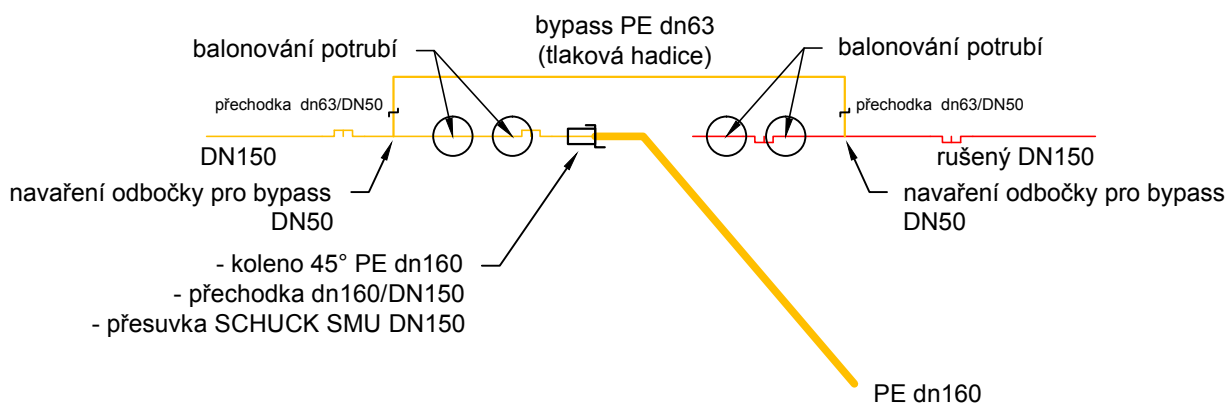 bypass PE dn63
(tlaková hadice)
balonování potrubí
balonování potrubí
přechodka dn63/DN50
přechodka dn63/DN50
DN150
rušený DN150
navaření odbočky pro bypass
DN50
navaření odbočky pro bypass
DN50
- koleno 45° PE dn160
- přechodka dn160/DN150
- přesuvka SCHUCK SMU DN150
PE dn160